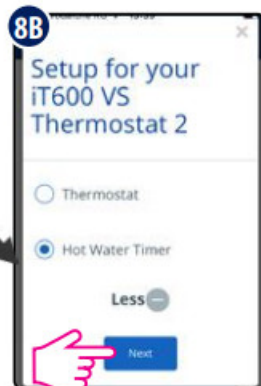 8B
×
Setup for your
iT600 VS
Thermostat 2
Thermostat
Hot Water Timer
Less
Next